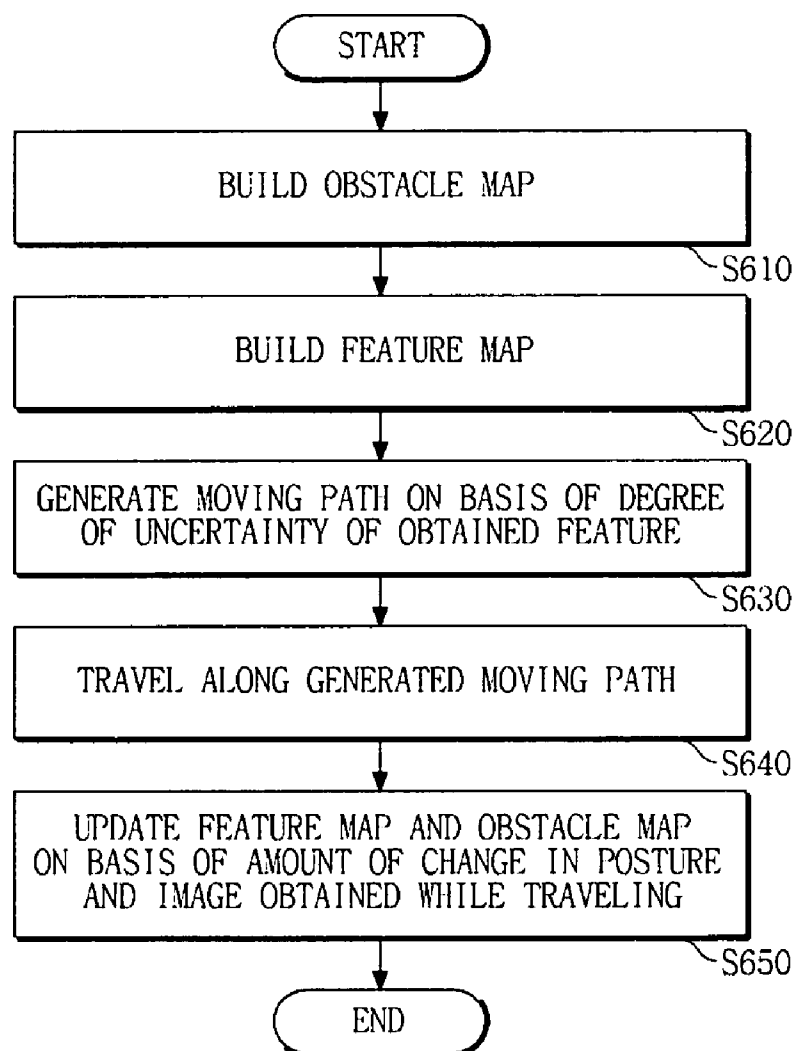 START
BUILD OBSTACLE MAP
S610
BUILD FEATURE MAP
S620
GENERATE MOVING PATH ON BASIS OF DEGREE
OF UNCERTAINTY OF OBTAINED FEATURE
S630
TRAVEL ALONG GENERATED MOVING PATH
S640
UPDATE FEATURE MAP AND OBSTACLE MAP
ON BASIS OF AMOUNT OF CHANGE IN POSTURE
AND IMAGE OBTAINED WHILE TRAVELING
S650
END